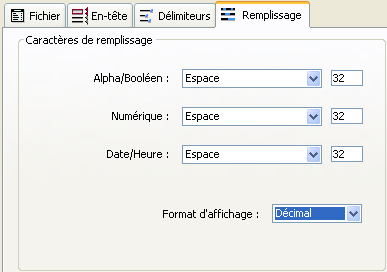 Fichier En-tête Délimiteurs Remplissage
Caractères de remplissage
Alpha/Booléen : Espace 32
Numérique : Espace 32
Date/Heure : Espace 32
Format d'affichage : Décimal